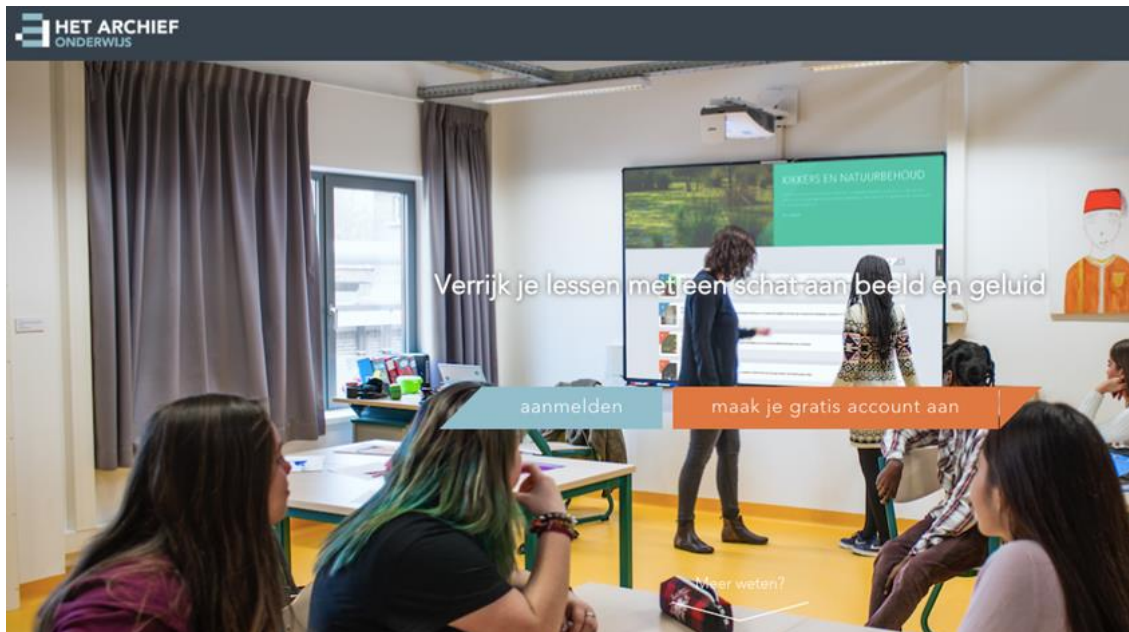 HET ARCHIEF
ONDERWIJS
KIKKERS EN NATUURBEHOUD
Verrijk je lessen met een schat aan beeld en geluid
aanmelden
maak je gratis account aan
Meer weten?